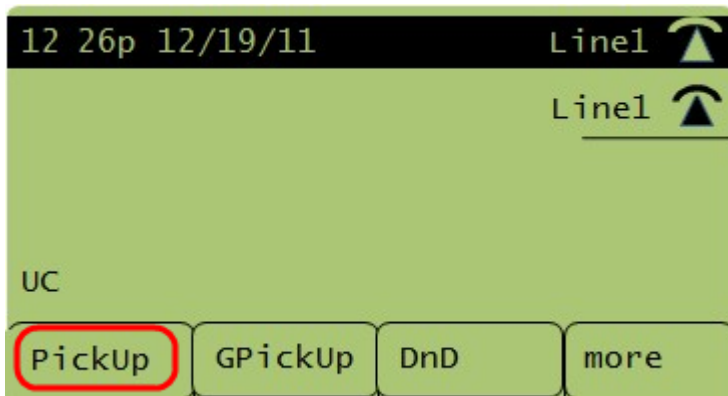 12 26p 12/19/11 Line1
Line1
UC
PickUp GPickUp DnD more